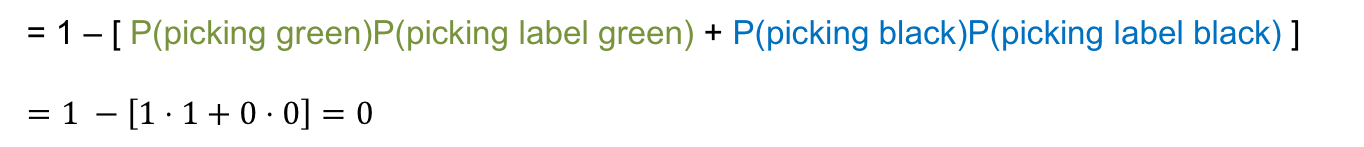 = 1 – [ P(picking green)P(picking label green) + P(picking black)P(picking label black) ]
= 1 − [1 · 1 + 0 · 0] = 0